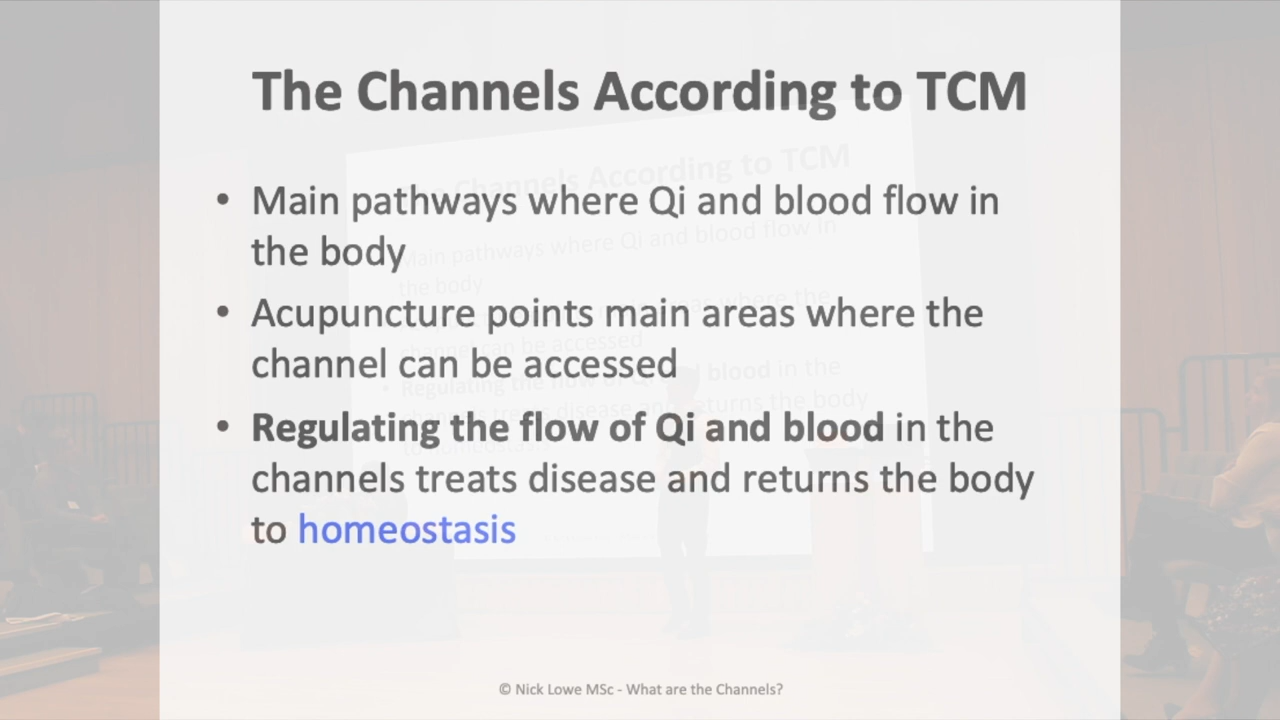 The Channels According to TCM
• Main pathways where Qi and blood flow in
the body
• Acupuncture points main areas where the
channel can be accessed
• Regulating the flow of Qi and blood in the
channels treats disease and returns the body
to homeostasis
© Nick Lowe MSc - What are the Channels?